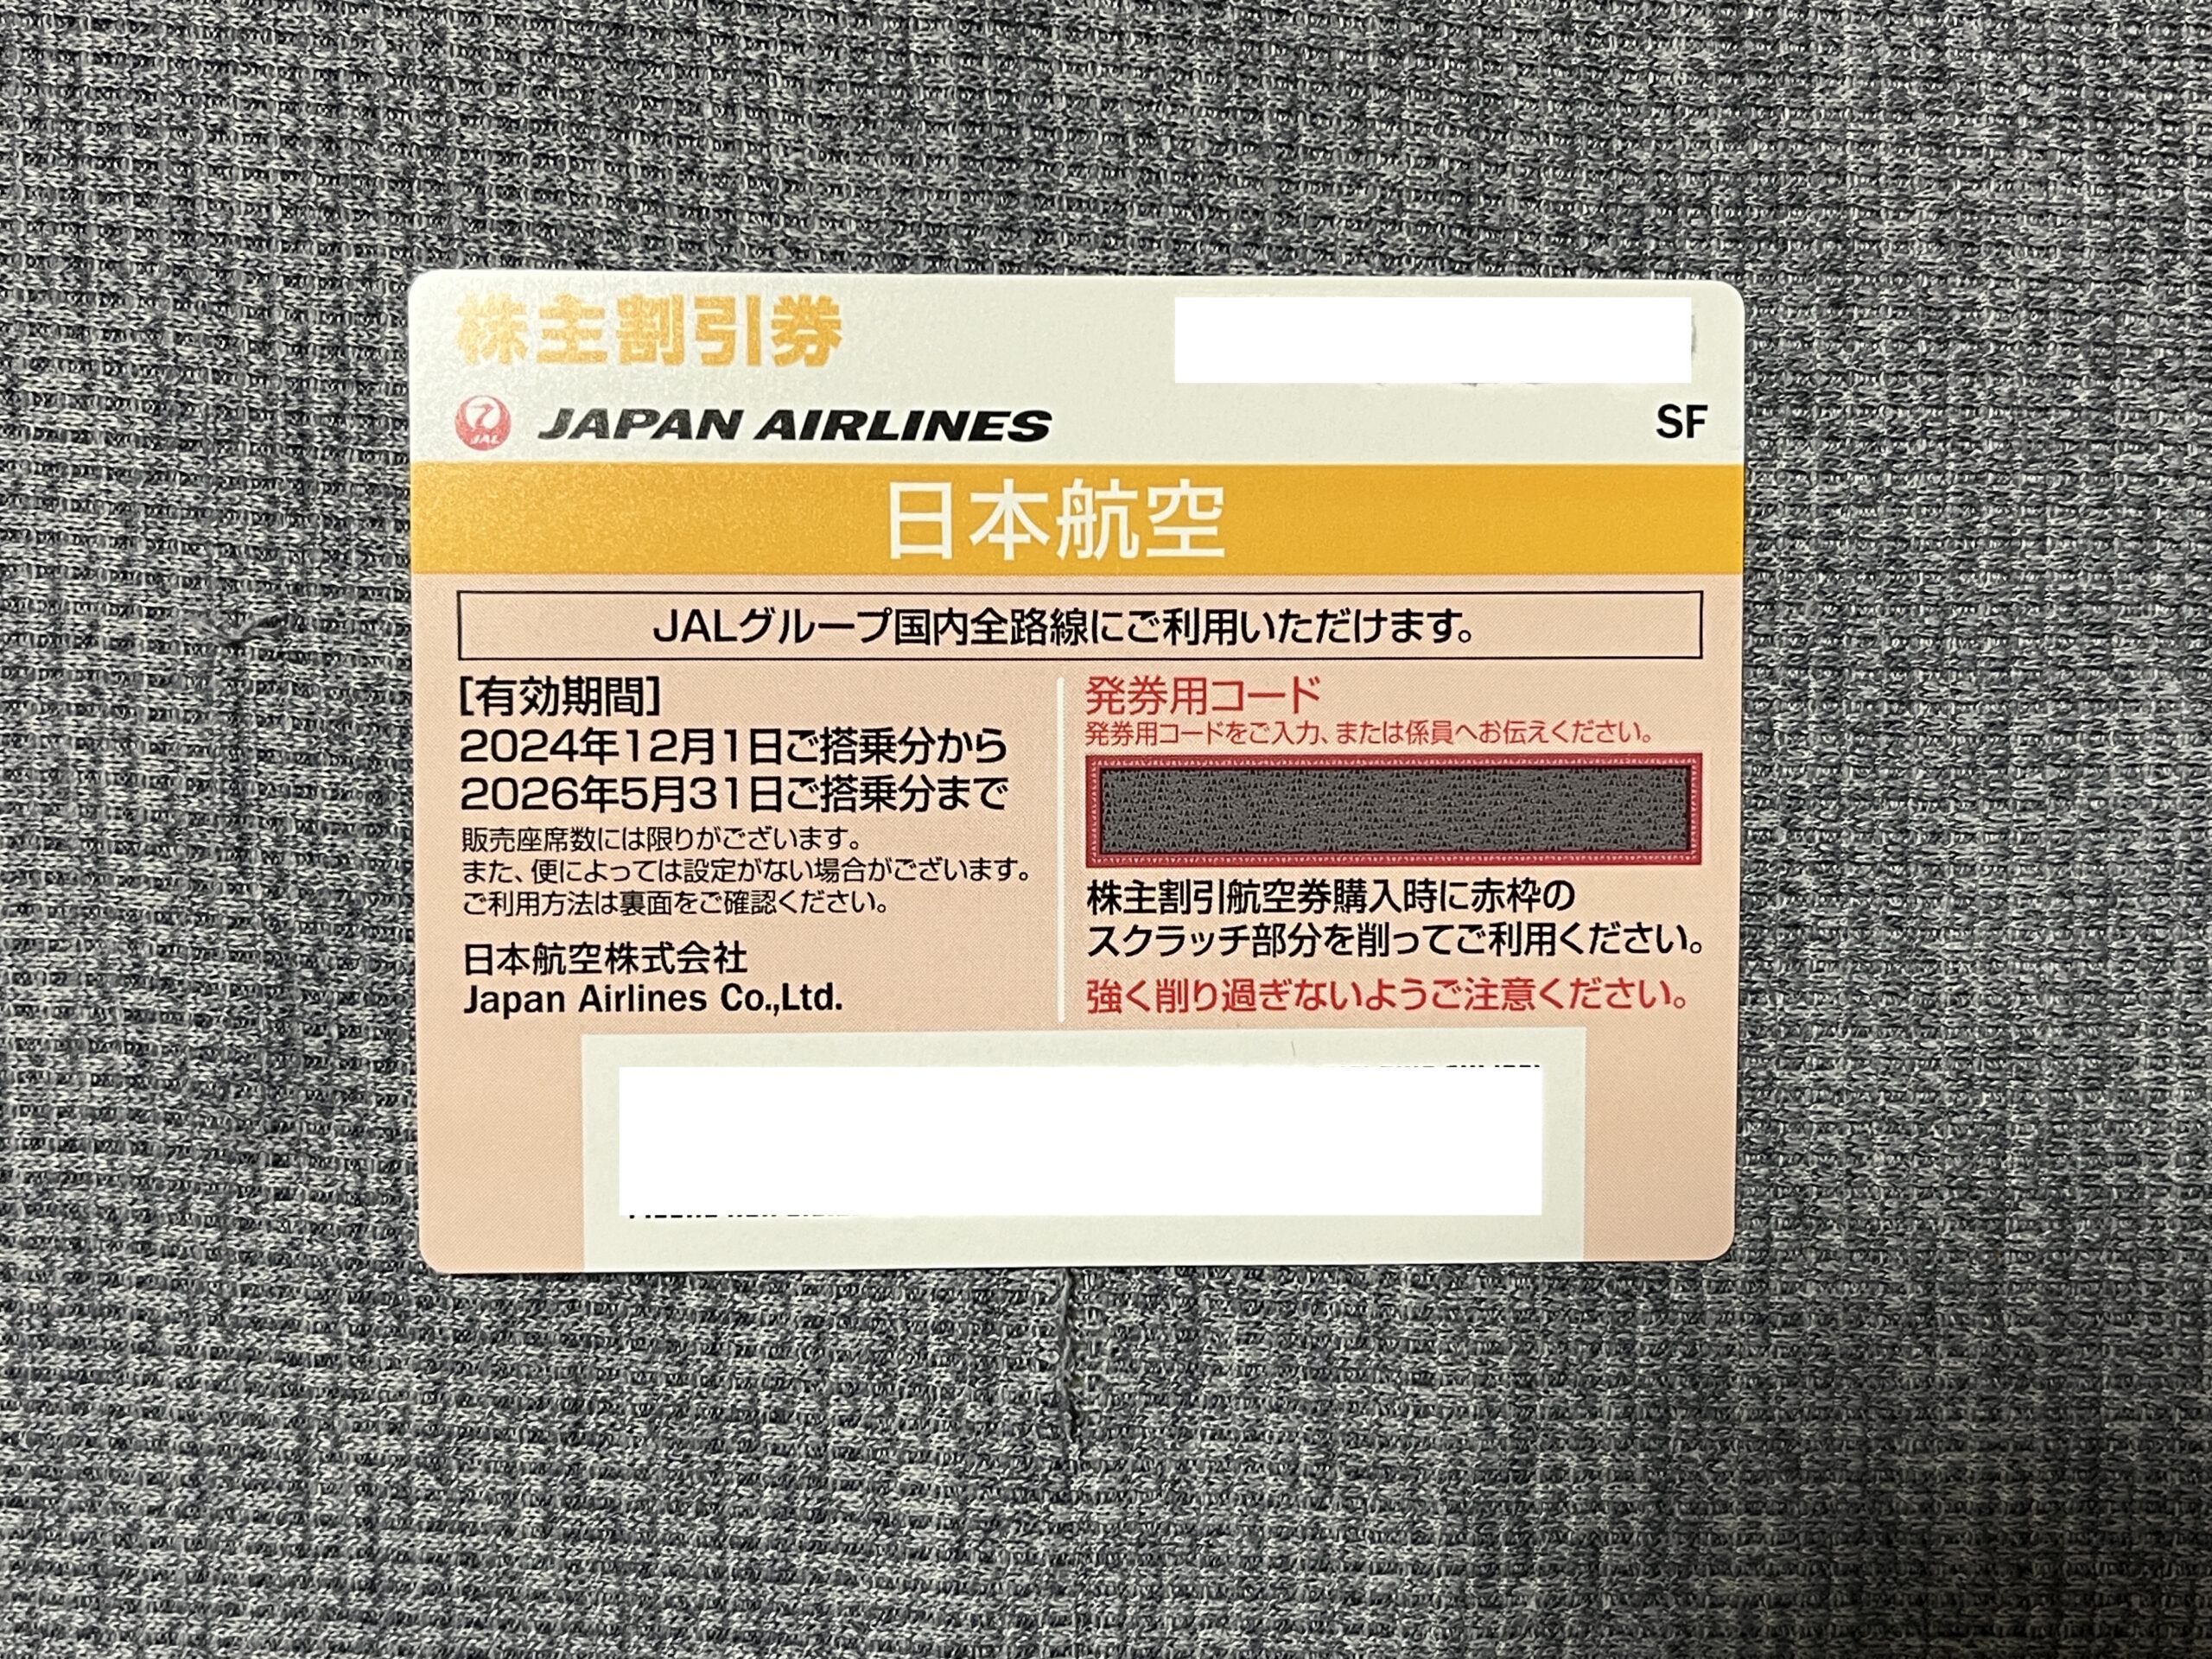 株主割引券
JAL
JAPAN AIRLINES
SF
日本航空
JALグループ国内全路線にご利用いただけます。
[有効期間]
2024年12月1日ご搭乗分から
2026年5月31日ご搭乗分まで
販売座席数には限りがございます。
また、便によっては設定がない場合がございます。
ご利用方法は裏面をご確認ください。
日本航空株式会社
Japan Airlines Co.,Ltd.
発券用コード
発券用コードをご入力、または係員へお伝えください。
株主割引航空券購入時に赤枠の
スクラッチ部分を削ってご利用ください。
強く削り過ぎないようご注意ください。